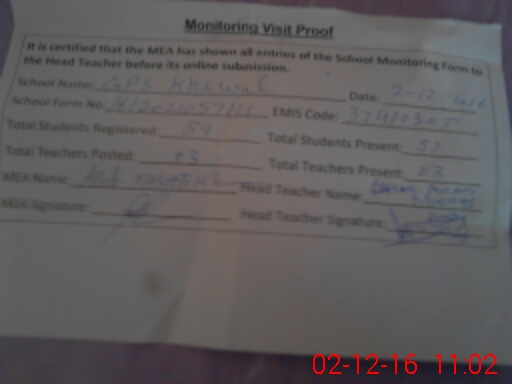 Monitoring Visit Proof
It is certified that the MEA has shown all entries of the School Monitoring Form to
the Head Teacher before its online submission.
School Name: GPS Khewal Date: 2-12-2016
School Form No: EMIS Code: 37410305
Total Students Registered: 59 Total Students Present: 57
Total Teachers Posted: 03 Total Teachers Present: 03
MEA Name: Head Teacher Name:
MEA Signature: Head Teacher Signature:
02-12-16 11:02